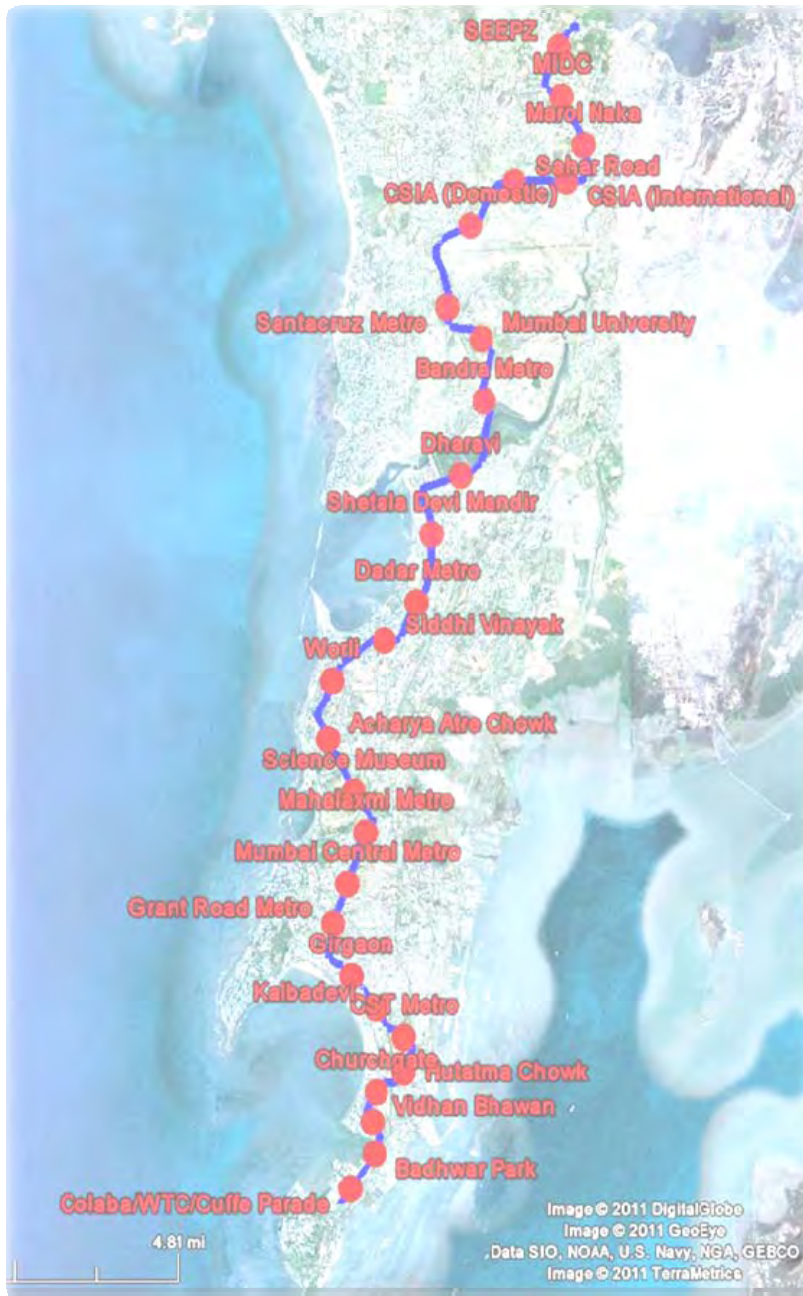 SEEPZ
MIDC
Marol Naka
Sahar Road
CSIA (Domestic)
CSIA (International)
Santacruz Metro
Mumbai University
Bandra Metro
Dharavi
Shetala Devi Mandir
Dadar Metro
Siddhi Vinayak
Worli
Acharya Atre Chowk
Science Museum
Mahalaxmi Metro
Mumbai Central Metro
Grant Road Metro
Girgaon
Kalbadevi
CST Metro
Churchgate
Hutatma Chowk
Vidhan Bhawan
Badhwar Park
Colaba/WTC/Cuffe Parade
4.81 mi
Image © 2011 DigitalGlobe
Image © 2011 GeoEye
Data SIO, NOAA, U.S. Navy, NGA, GEBCO
Image © 2011 TerraMetrics